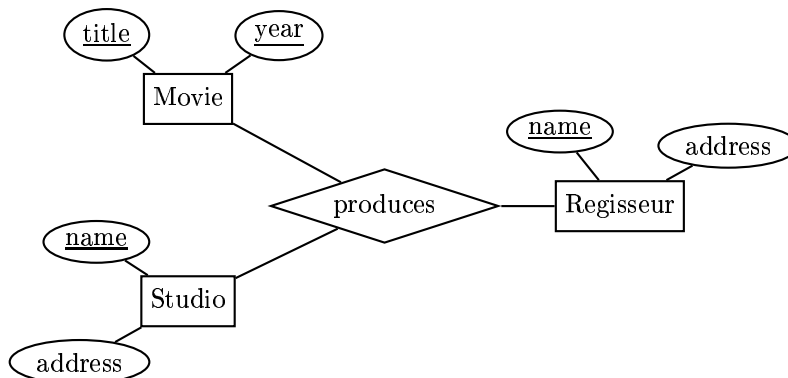 title
year
Movie
name
address
produces
Regisseur
name
Studio
address